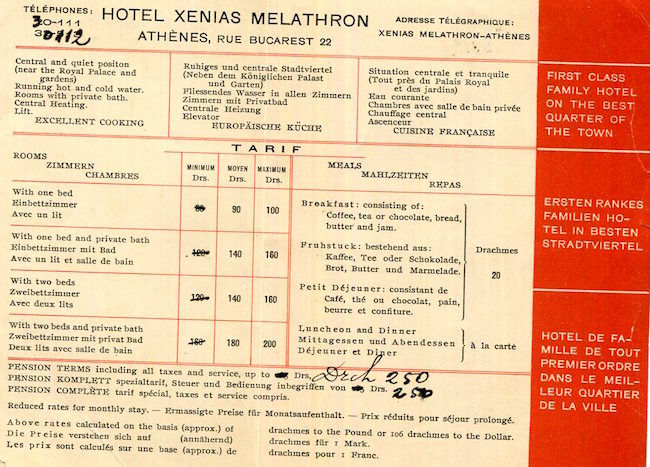 TÉLÉPHONES:
30-111
30112
HOTEL XENIAS MELATHRON
ATHÈNES, RUE BUCAREST 22
ADRESSE TÉLÉGRAPHIQUE:
XENIAS MELATHRON-ATHÈNES
Central and quiet positon
(near the Royal Palace and
gardens)
Running hot and cold water.
Rooms with private bath.
Central Heating.
Lift.
EXCELLENT COOKING
Ruhiges und centrale Stadtviertel
(Neben dem Königlichen Palast
und Garten)
Fliessendes Wasser in allen Zimmern
Zimmern mit Privatbad
Centrale Heizung
Elevator
EUROPÄISCHE KÜCHE
Situation centrale et tranquile
(Tout près du Palais Royal
et des jardins)
Eau courante
Chambres avec salle de bain privée
Chauffage central
Ascenceur
CUISINE FRANÇAISE
TARIF
ROOMS
ZIMMERN
CHAMBRES
MINIMUM
Drs.
MOYEN
Drs.
MAXIMUM
Drs.
MEALS
MAHLZEITEN
REPAS
With one bed
Einbettzimmer
Avec un lit
90
100
With one bed and private bath
Einbettzimmer mit Bad
Avec un lit et salle de bain
120
140
160
With two beds
Zweibettzimmer
Avec deux lits
120
140
160
With two beds and private bath
Zweibettzimmer mit privat Bad
Deux lits avec salle de bain
160
180
200
Breakfast: consisting of:
Coffee, tea or chocolate, bread,
butter and jam.
Fruhstuck: bestehend aus:
Kaffee, Tee oder Schokolade,
Brot, Butter und Marmelade.
Petit Déjeuner: consistant de
Café, thé ou chocolat, pain,
beurre et confiture.
Drachmes
20
Luncheon and Dinner
Mittagessen und Abendessen
Déjeuner et Diner
à la carté
PENSION TERMS including all taxes and service, up to Drs. Drch 250
PENSION KOMPLETT spezialtarif, Steuer und Bedienung inbegriffen von Drs. 250
PENSION COMPLÈTE tarif spécial, taxes et service compris.
Reduced rates for monthly stay. — Ermassigte Preise für Monatsaufenthalt. — Prix réduits pour séjour prolongé.
Above rates calculated on the basis (approx.) of drachmes to the Pound or 106 drachmes to the Dollar.
Die Preise verstehen sich auf (annähernd) drachmes für 1 Mark.
Les prix sont calculés sur une base (approx.) de drachmes pour 1 Franc.
FIRST CLASS
FAMILY HOTEL
ON THE BEST
QUARTER OF
THE TOWN
ERSTEN RANKES
FAMILIEN HO-
TEL IN BESTEN
STRADTVIERTEL
HOTEL DE FA-
MILLE DE TOUT
PREMIER ORDRE
DANS LE MEIL-
LEUR QUARTIER
DE LA VILLE